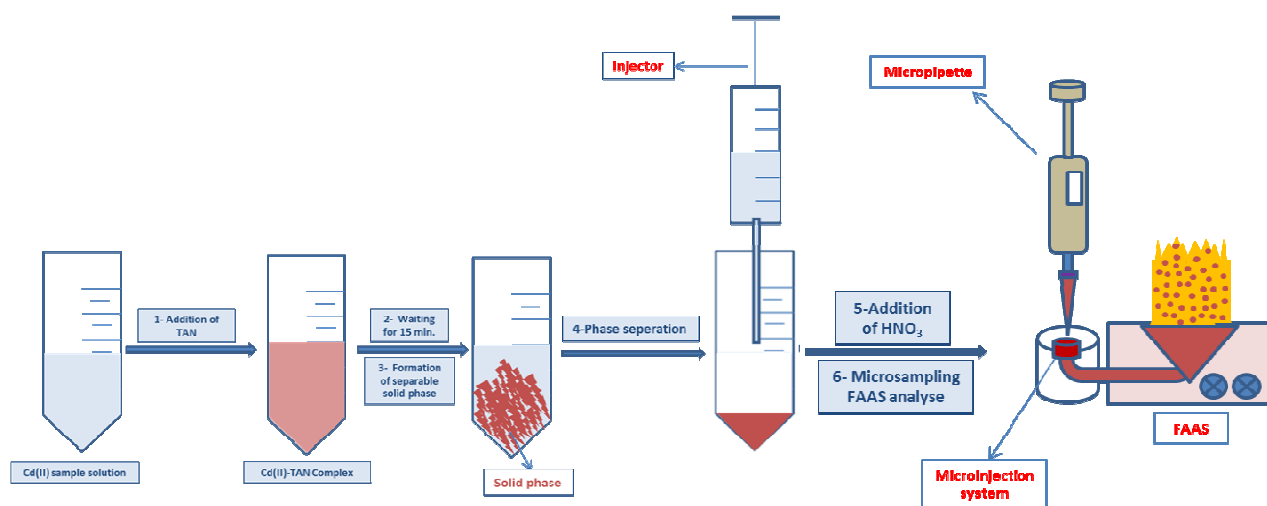 Injector
Micropipette
1- Addition of
TAN
2- Waiting
for 15 min.
3- Formation
of separable
solid phase
4-Phase seperation
5-Addition
of HNO₃
6- Microsampling
FAAS analyse
Cd(II) sample solution
Cd(II)-TAN Complex
Solid phase
FAAS
Microinjection
system